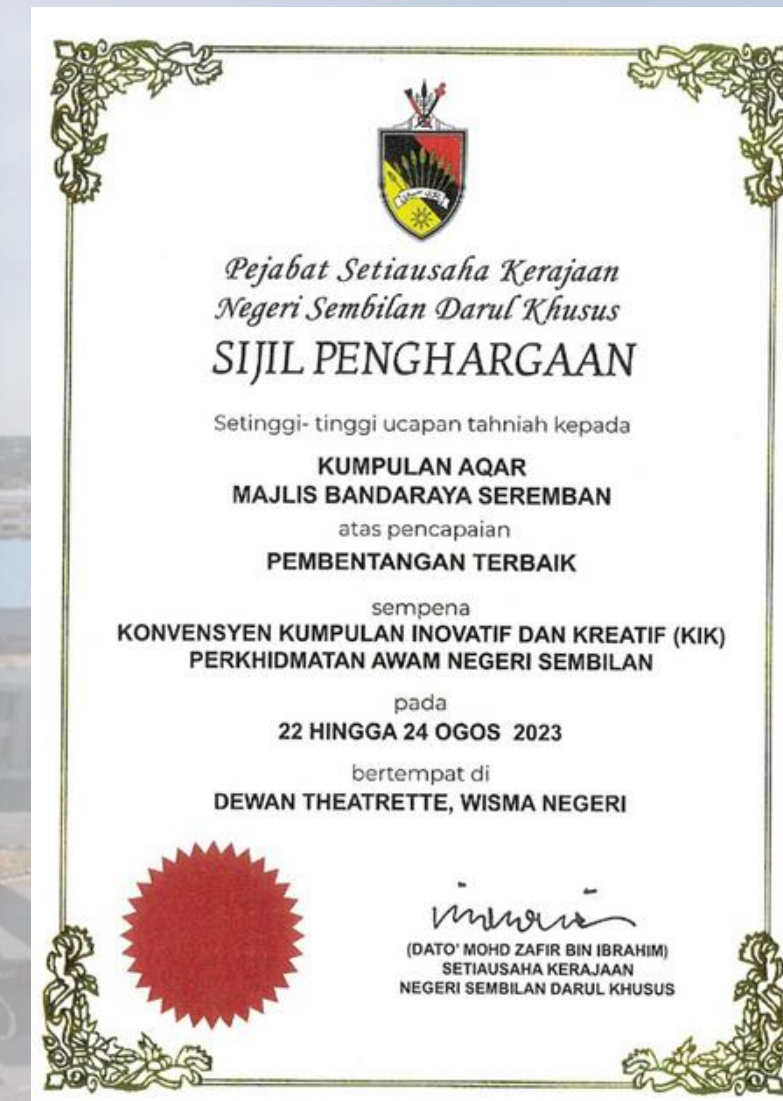 Pejabat Setiausaha Kerajaan
Negeri Sembilan Darul Khusus
SIJIL PENGHARGAAN
Setinggi- tinggi ucapan tahniah kepada
KUMPULAN AQAR
MAJLIS BANDARAYA SEREMBAN
atas pencapaian
PEMBENTANGAN TERBAIK
sempena
KONVENSYEN KUMPULAN INOVATIF DAN KREATIF (KIK)
PERKHIDMATAN AWAM NEGERI SEMBILAN
pada
22 HINGGA 24 OGOS 2023
bertempat di
DEWAN THEATRETTE, WISMA NEGERI
(DATO' MOHD ZAFIR BIN IBRAHIM)
SETIAUSAHA KERAJAAN
NEGERI SEMBILAN DARUL KHUSUS